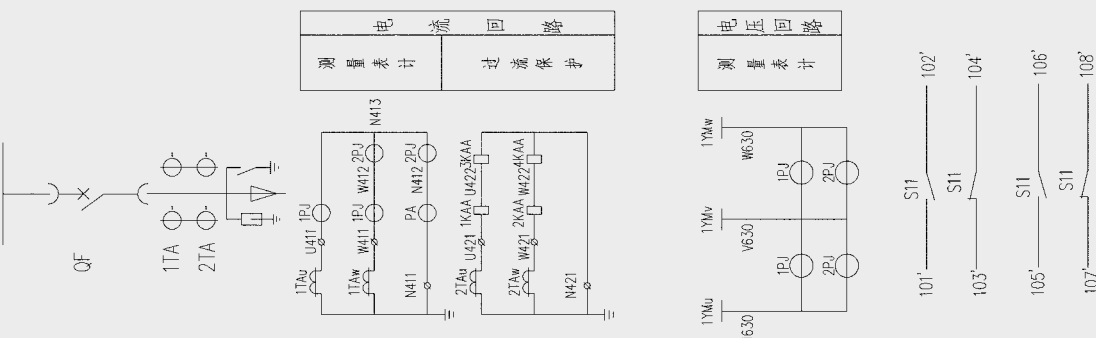 电流回路
测量表计
过流保护
电压回路
测量表计
QF
1TA
2TA
N413
1TAu
U411
1PJ
1TAw
W411
1PJ
W412
2PJ
N411
PA
N412
2PJ
2TAu
U421
1KAA
U422
3KAA
2TAw
W421
2KAA
W422
4KAA
N421
1YMw
W630
1PJ
2PJ
1YMv
V630
1PJ
2PJ
1YMu
101'
S11
102'
103'
S11
104'
105'
S11
106'
107'
S11
108'